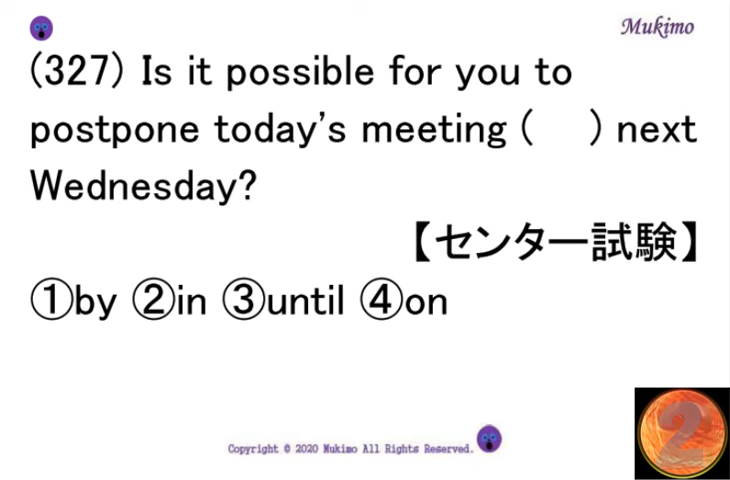 Mukimo
(327) Is it possible for you to
postpone today's meeting (　) next
Wednesday?
【センター試験】
①by ②in ③until ④on
2
Copyright © 2020 Mukimo All Rights Reserved.